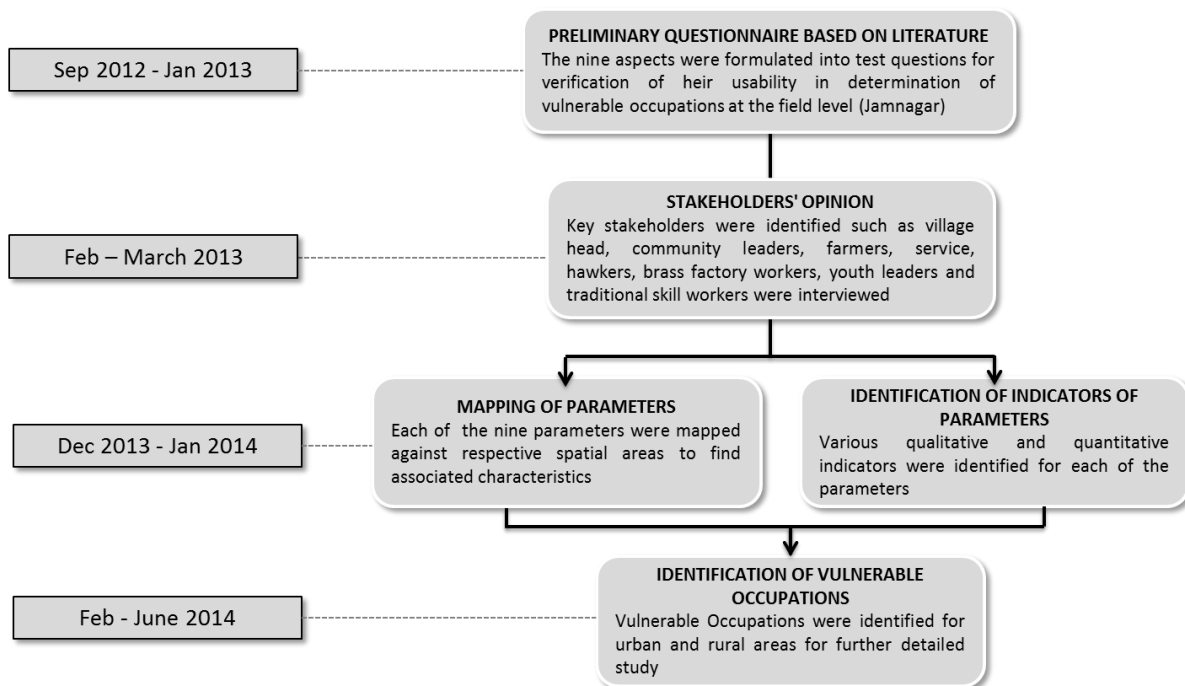 PRELIMINARY QUESTIONNAIRE BASED ON LITERATURE
Sep 2012 - Jan 2013
The nine aspects were formulated into test questions for
verification of heir usability in determination of
vulnerable occupations at the field level (Jamnagar)
STAKEHOLDERS' OPINION
Feb – March 2013
Key stakeholders were identified such as village
head, community leaders, farmers, service,
hawkers, brass factory workers, youth leaders and
traditional skill workers were interviewed
Dec 2013 - Jan 2014
MAPPING OF PARAMETERS
Each of the nine parameters were mapped
against respective spatial areas to find
associated characteristics
IDENTIFICATION OF INDICATORS OF
PARAMETERS
Various qualitative and quantitative
indicators were identified for each of the
parameters
Feb - June 2014
IDENTIFICATION OF VULNERABLE
OCCUPATIONS
Vulnerable Occupations were identified for
urban and rural areas for further detailed
study